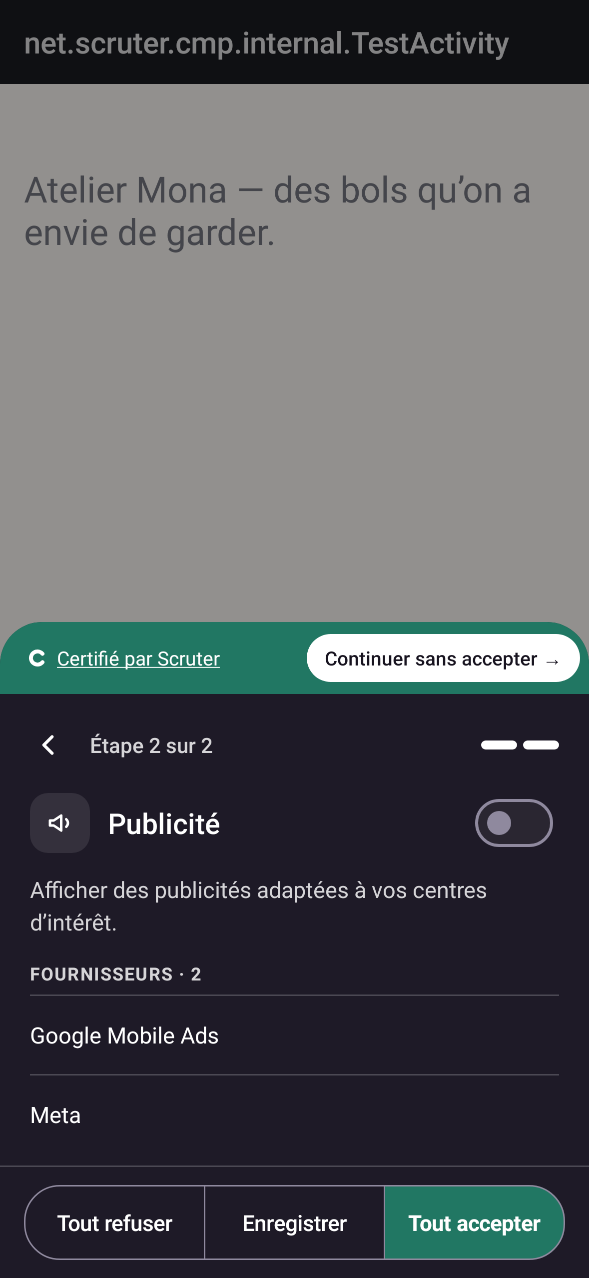 net.scruter.cmp.internal.TestActivity
Atelier Mona — des bols qu’on a
envie de garder.
Certifié par Scruter
Continuer sans accepter →
Étape 2 sur 2
Publicité
Afficher des publicités adaptées à vos centres
d’intérêt.
FOURNISSEURS · 2
Google Mobile Ads
Meta
Tout refuser
Enregistrer
Tout accepter